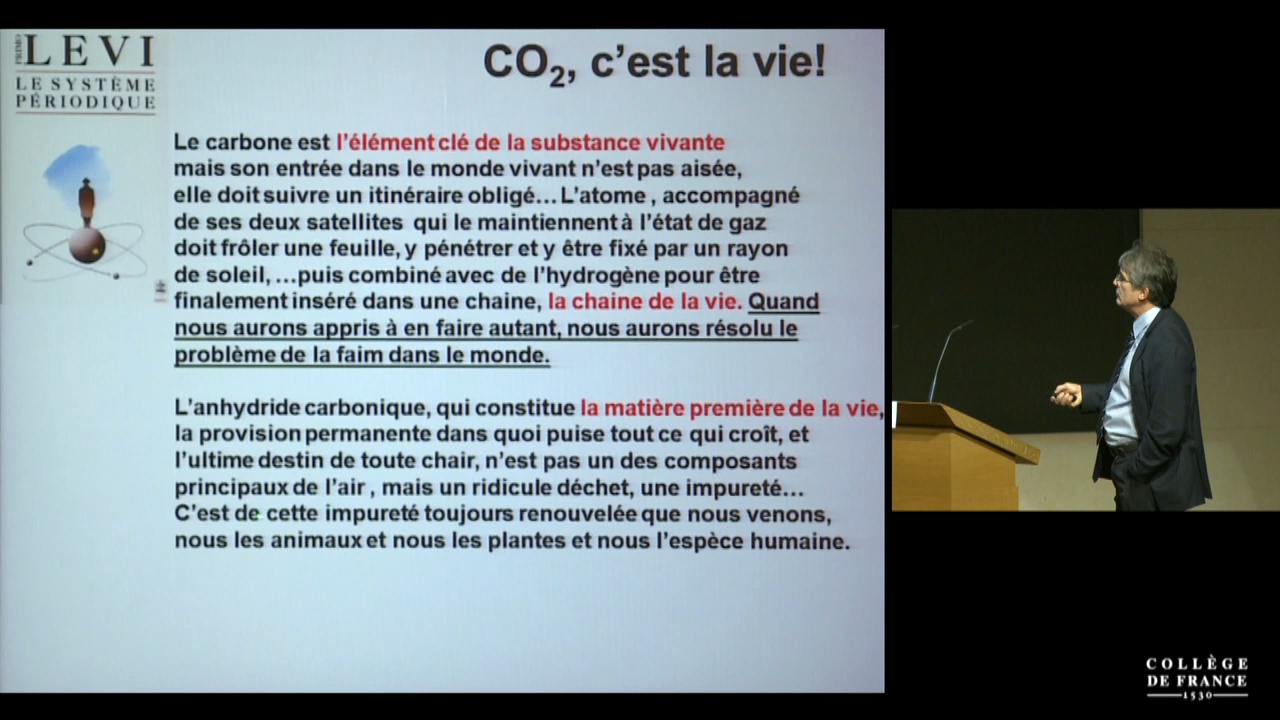 PRIMO
LEVI
LE SYSTÈME
PÉRIODIQUE
CO₂, c’est la vie!
Le carbone est l’élément clé de la substance vivante
mais son entrée dans le monde vivant n’est pas aisée,
elle doit suivre un itinéraire obligé… L’atome , accompagné
de ses deux satellites qui le maintiennent à l’état de gaz
doit frôler une feuille, y pénétrer et y être fixé par un rayon
de soleil, …puis combiné avec de l’hydrogène pour être
finalement inséré dans une chaine, la chaine de la vie. Quand
nous aurons appris à en faire autant, nous aurons résolu le
problème de la faim dans le monde.
L’anhydride carbonique, qui constitue la matière première de la vie,
la provision permanente dans quoi puise tout ce qui croît, et
l’ultime destin de toute chair, n’est pas un des composants
principaux de l’air , mais un ridicule déchet, une impureté…
C’est de cette impureté toujours renouvelée que nous venons,
nous les animaux et nous les plantes et nous l’espèce humaine.
COLLÈGE
DE FRANCE
1530